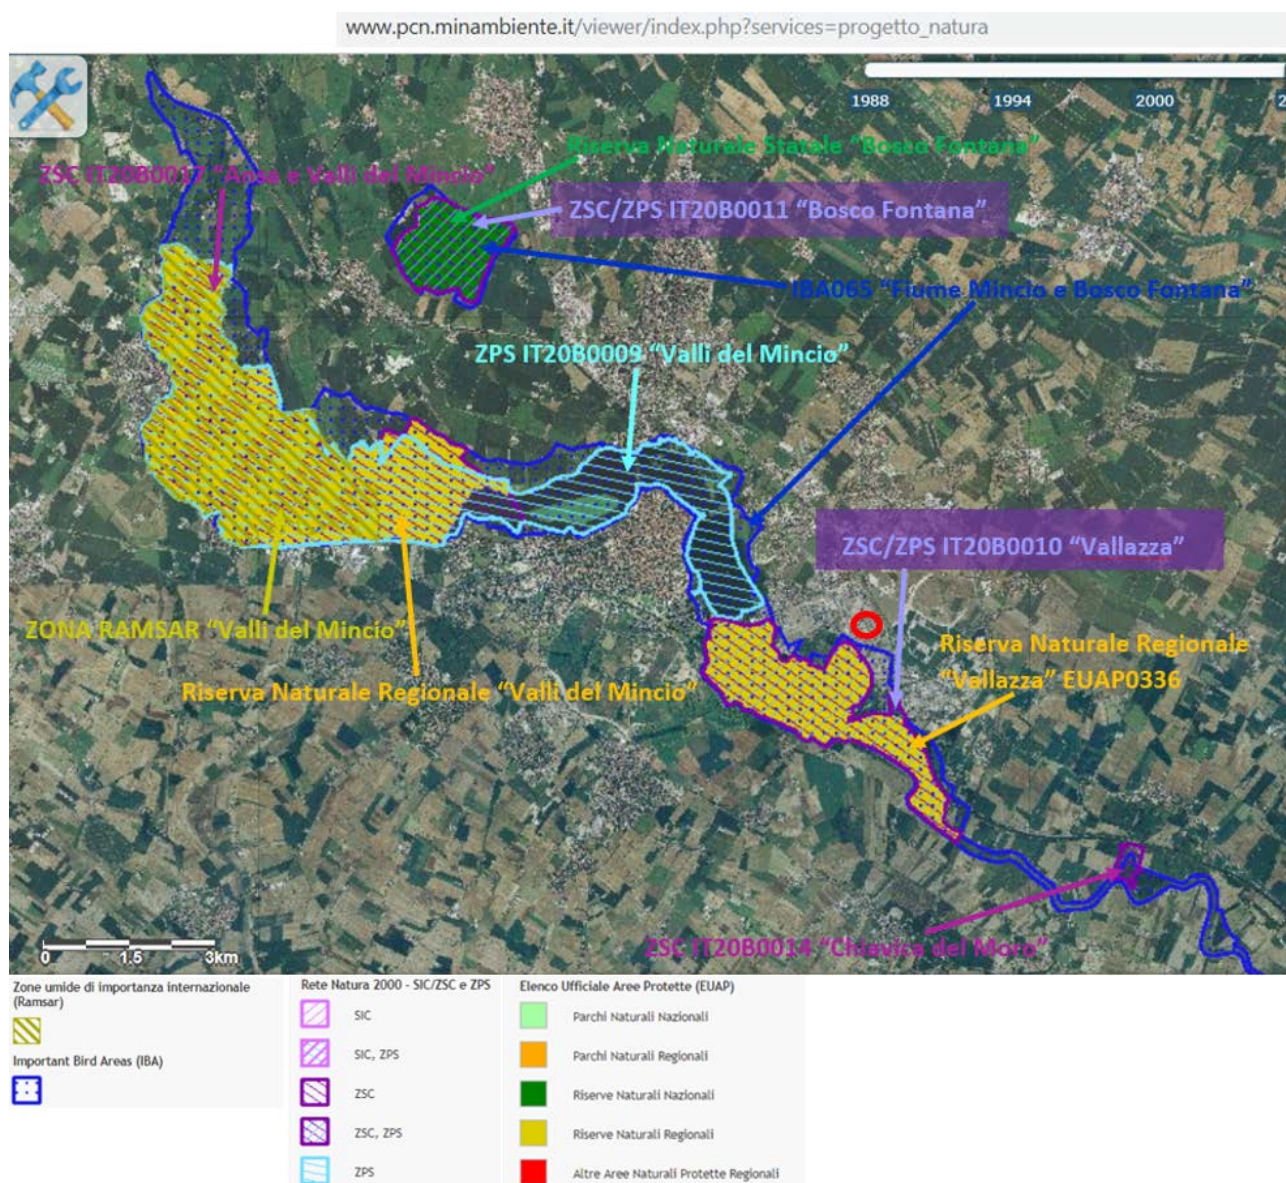 www.pcn.minambiente.it/viewer/index.php?services=progetto_natura
1988 1994 2000 2
Riserva Naturale Statale “Bosco Fontana”
ZSC IT20B0017 “Ansa e Valli del Mincio”
ZSC/ZPS IT20B0011 “Bosco Fontana”
IBA065 “Fiume Mincio e Bosco Fontana”
ZPS IT20B0009 “Valli del Mincio”
ZSC/ZPS IT20B0010 “Vallazza”
ZONA RAMSAR “Valli del Mincio”
Riserva Naturale Regionale
“Vallazza” EUAP0336
Riserva Naturale Regionale “Valli del Mincio”
ZSC IT20B0014 “Chiavica del Moro”
0 1.5 3km
Zone umide di importanza internazionale
(Ramsar)
Important Bird Areas (IBA)
Rete Natura 2000 - SIC/ZSC e ZPS
SIC
SIC, ZPS
ZSC
ZSC, ZPS
ZPS
Elenco Ufficiale Aree Protette (EUAP)
Parchi Naturali Nazionali
Parchi Naturali Regionali
Riserve Naturali Nazionali
Riserve Naturali Regionali
Altre Aree Naturali Protette Regionali